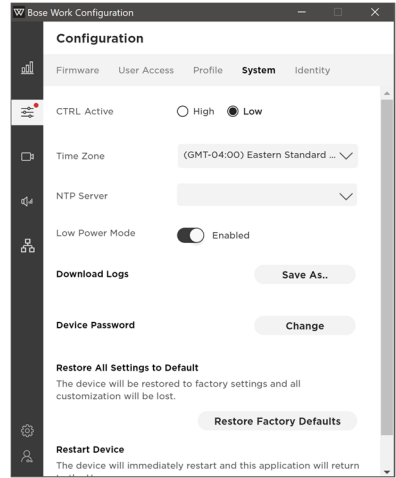 Bose Work Configuration
Configuration
Firmware User Access Profile System Identity
CTRL Active High Low
Time Zone (GMT-04:00) Eastern Standard ...
NTP Server
Low Power Mode Enabled
Download Logs Save As..
Device Password Change
Restore All Settings to Default
The device will be restored to factory settings and all
customization will be lost.
Restore Factory Defaults
Restart Device
The device will immediately restart and this application will return